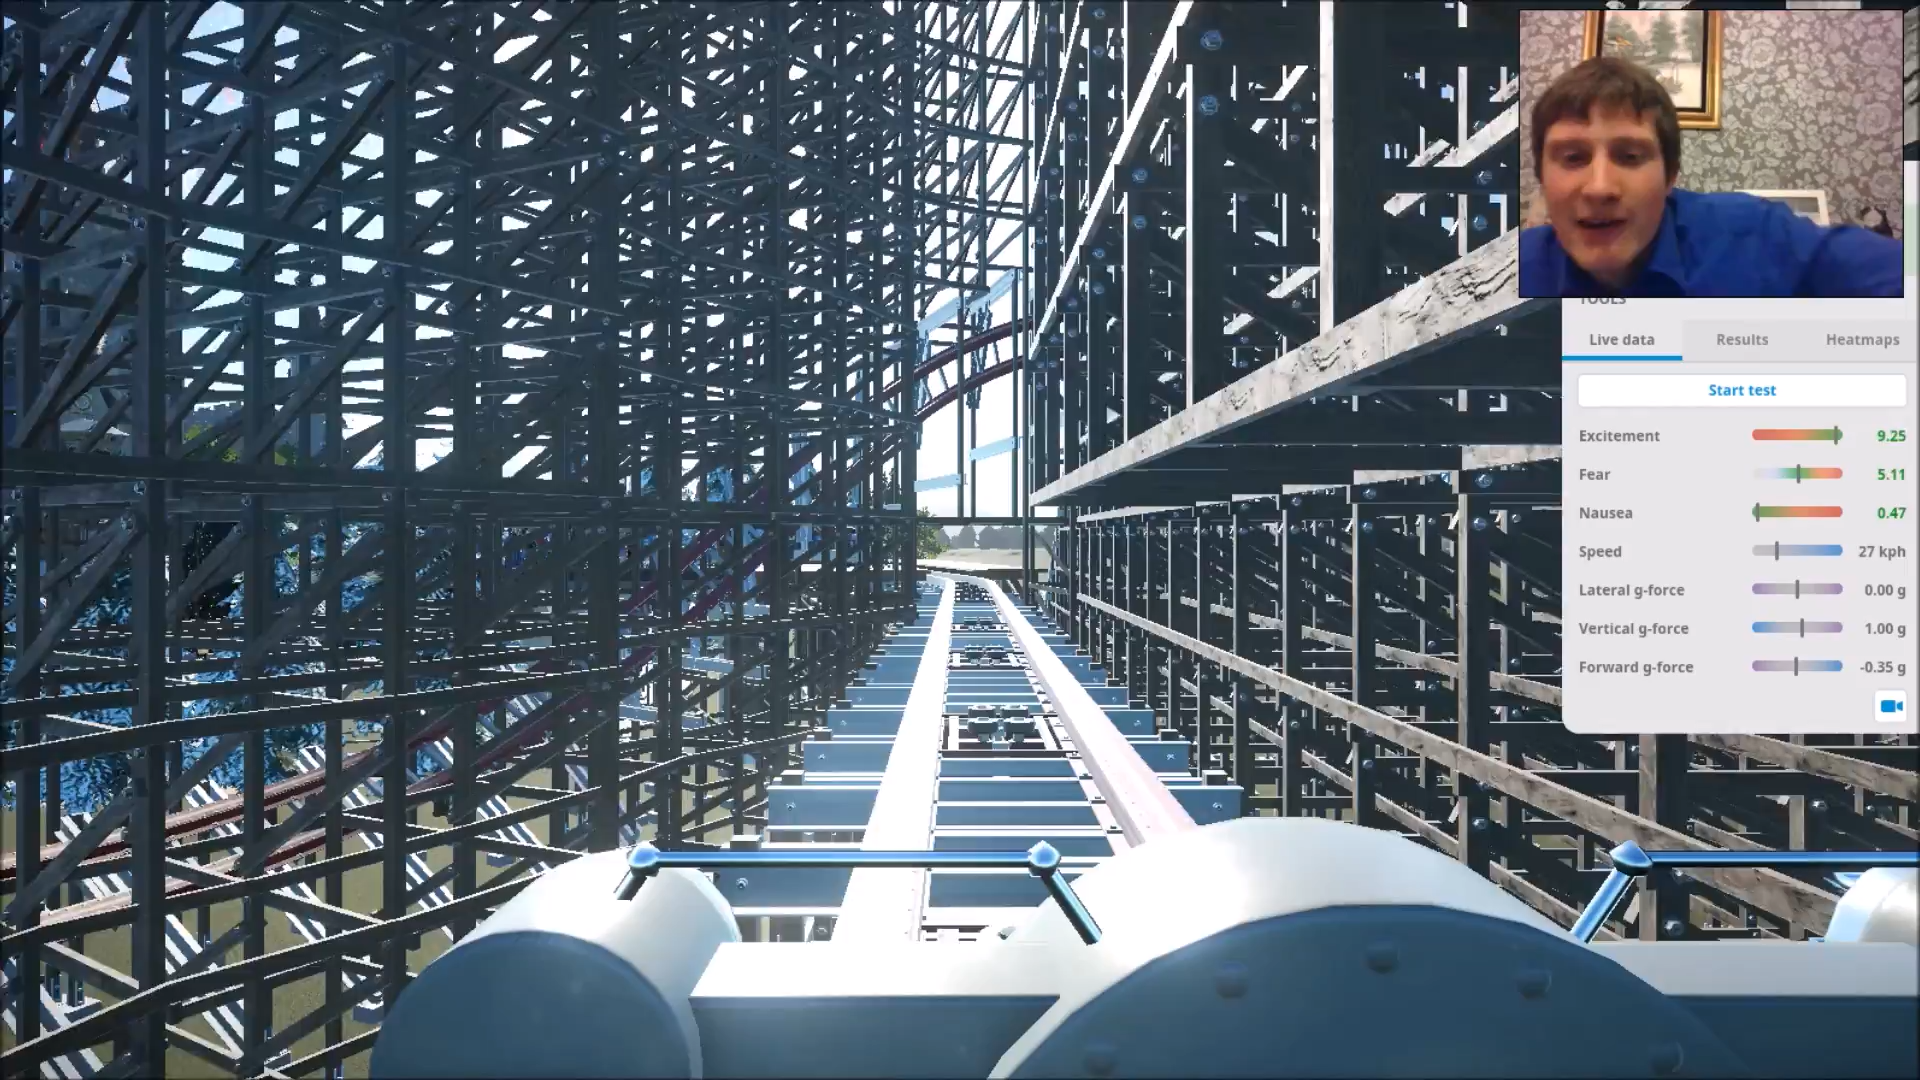 TOOLS
Live data Results Heatmaps
Start test
Excitement 9.25
Fear 5.11
Nausea 0.47
Speed 27 kph
Lateral g-force 0.00 g
Vertical g-force 1.00 g
Forward g-force -0.35 g